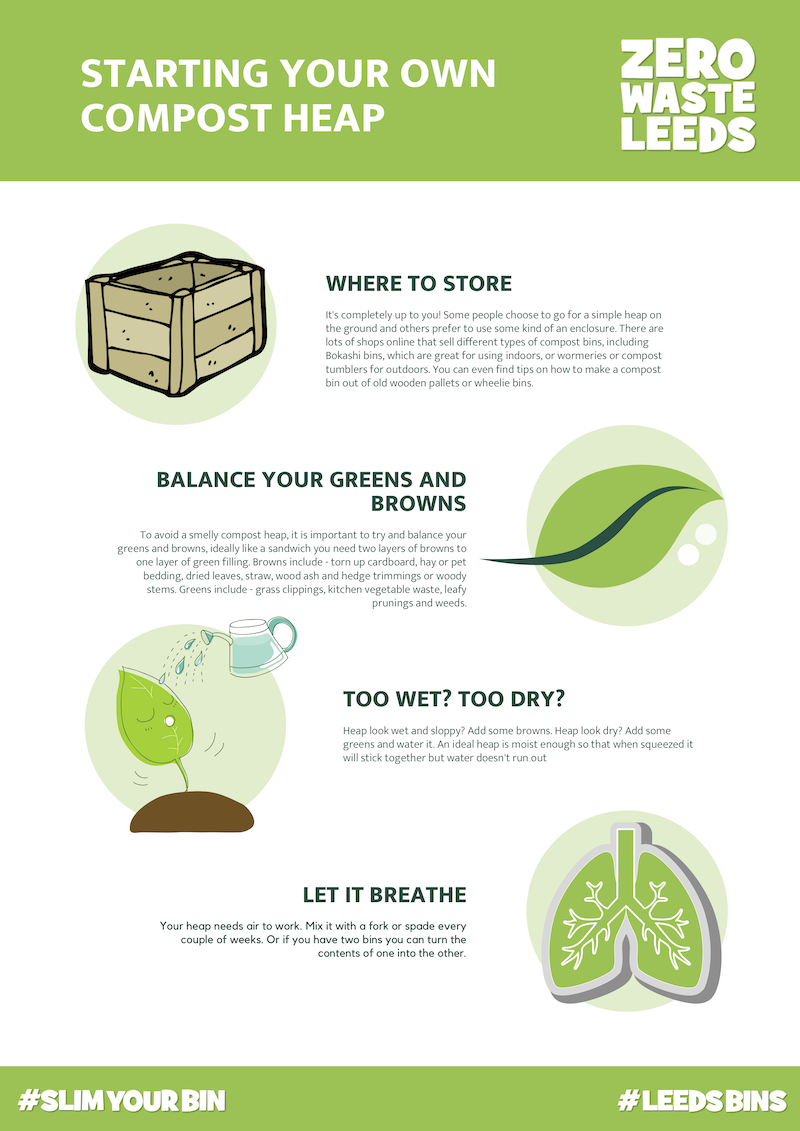 STARTING YOUR OWN
COMPOST HEAP
ZERO
WASTE
LEEDS
WHERE TO STORE
It's completely up to you! Some people choose to go for a simple heap on
the ground and others prefer to use some kind of an enclosure. There are
lots of shops online that sell different types of compost bins, including
Bokashi bins, which are great for using indoors, or wormeries or compost
tumblers for outdoors. You can even find tips on how to make a compost
bin out of old wooden pallets or wheelie bins.
BALANCE YOUR GREENS AND
BROWNS
To avoid a smelly compost heap, it is important to try and balance your
greens and browns, ideally like a sandwich you need two layers of browns to
one layer of green filling. Browns include - torn up cardboard, hay or pet
bedding, dried leaves, straw, wood ash and hedge trimmings or woody
stems. Greens include - grass clippings, kitchen vegetable waste, leafy
prunings and weeds.
TOO WET? TOO DRY?
Heap look wet and sloppy? Add some browns. Heap look dry? Add some
greens and water it. An ideal heap is moist enough so that when squeezed it
will stick together but water doesn't run out
LET IT BREATHE
Your heap needs air to work. Mix it with a fork or spade every
couple of weeks. Or if you have two bins you can turn the
contents of one into the other.
#SLIM YOUR BIN
#LEEDS BINS